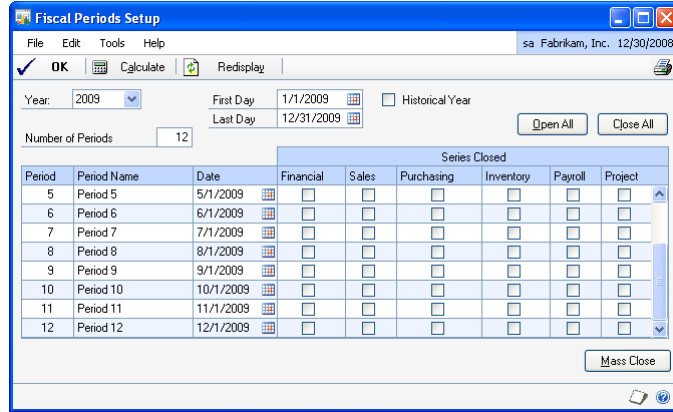 Fiscal Periods Setup
File Edit Tools Help sa Fabrikam, Inc. 12/30/2008
OK Calculate Redisplay
Year: 2009 First Day 1/1/2009 Historical Year
Last Day 12/31/2009 Open All Close All
Number of Periods 12
Series Closed
Period Period Name Date Financial Sales Purchasing Inventory Payroll Project
5 Period 5 5/1/2009
6 Period 6 6/1/2009
7 Period 7 7/1/2009
8 Period 8 8/1/2009
9 Period 9 9/1/2009
10 Period 10 10/1/2009
11 Period 11 11/1/2009
12 Period 12 12/1/2009
Mass Close